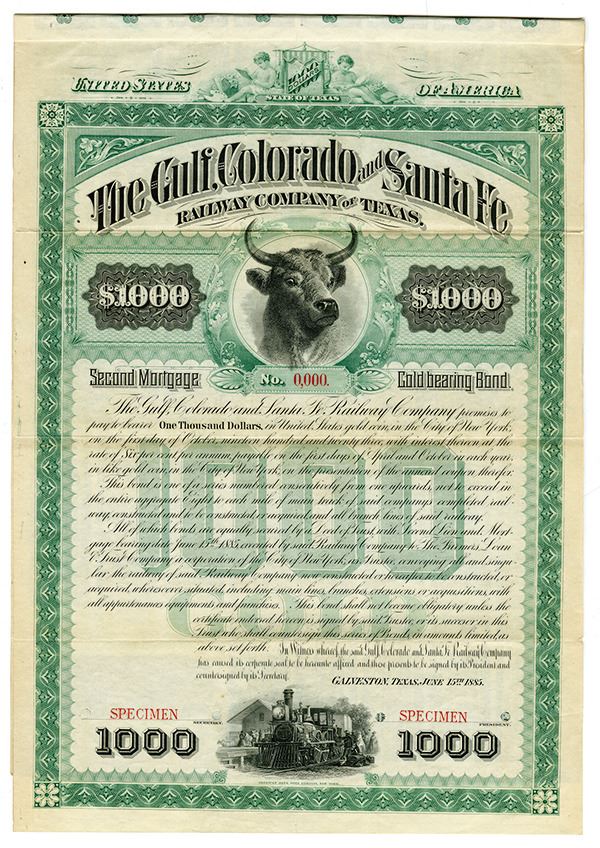 UNITED STATES OF AMERICA
STATE OF TEXAS
The Gulf, Colorado and Santa Fe
RAILWAY COMPANY of TEXAS.
$1000 $1000
Second Mortgage No. 0,000. Gold bearing Bond.
The Gulf, Colorado and Santa Fe Railway Company promises to
pay to bearer One Thousand Dollars, in United States gold coin, in the City of New York,
on the first day of October, nineteen hundred and twenty three, with interest thereon at the
rate of Six per cent per annum, payable on the first days of April and October in each year,
in like gold coin in the City of New York, on the presentation of the annexed coupons therefor.
This bond is one of a series numbered consecutively from one upwards, not to exceed in
the entire aggregate Eight to each mile of main track of said companys completed rail-
way, constructed and to be constructed, or acquired and all branch lines of said railway.
All of which bonds are equally secured by a Deed of Trust, with Second Lien and Mort-
gage bearing date June 15th 1885, executed by said Railway Company to The Farmers Loan
& Trust Company a corporation of the City of New York, as Trustee, conveying all and singu-
lar the railway of said Railway Company now constructed or hereafter to be constructed, or
acquired, wheresoever situated, including main lines, branches, extensions or acquisitions, with
all appurtenances equipments and franchises. This bond shall not become obligatory unless the
certificate indorsed hereon is signed by said Trustee, or its successor in this
Trust who shall countersign this series of Bonds, in amounts limited, as
above set forth. In Witness whereof, the said Gulf, Colorado and Santa Fe Railway Company
has caused its corporate seal to be hereunto affixed and these presents to be signed by its President and
countersigned by its Secretary.
GALVESTON, TEXAS, JUNE 15TH 1885.
SPECIMEN SECRETARY. SPECIMEN PRESIDENT.
1000 1000
AMERICAN BANK NOTE COMPANY, NEW YORK.
1000